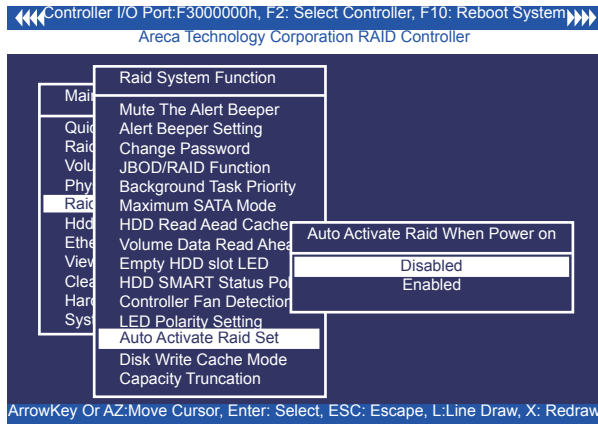 Controller I/O Port:F3000000h, F2: Select Controller, F10: Reboot System
Areca Technology Corporation RAID Controller
Raid System Function
Mute The Alert Beeper
Alert Beeper Setting
Change Password
JBOD/RAID Function
Background Task Priority
Maximum SATA Mode
HDD Read Aead Cache
Volume Data Read Ahea
Empty HDD slot LED
HDD SMART Status Pol
Controller Fan Detection
LED Polarity Setting
Auto Activate Raid Set
Disk Write Cache Mode
Capacity Truncation
Mai
Quic
Raid
Volu
Phy
Raid
Hdd
Ethe
View
Clea
Hard
Syst
Auto Activate Raid When Power on
Disabled
Enabled
ArrowKey Or AZ:Move Cursor, Enter: Select, ESC: Escape, L:Line Draw, X: Redraw